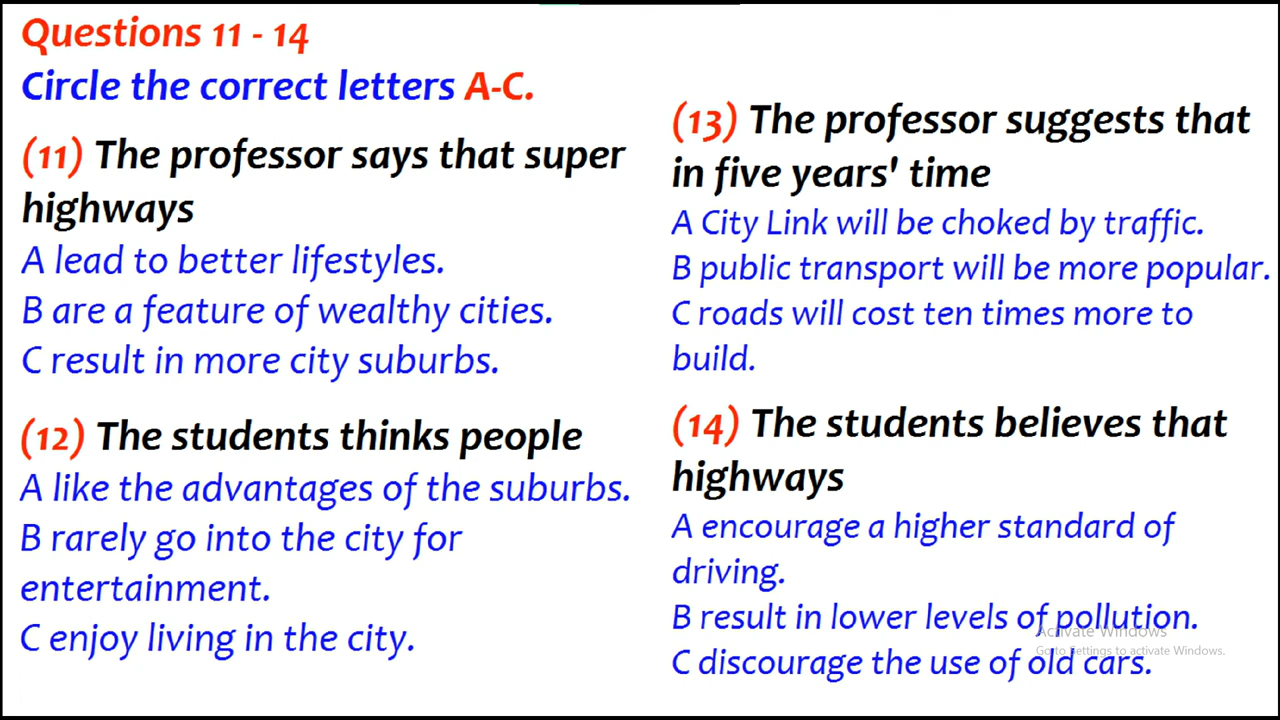 Questions 11 - 14
Circle the correct letters A-C.
(11) The professor says that super
highways
A lead to better lifestyles.
B are a feature of wealthy cities.
C result in more city suburbs.
(12) The students thinks people
A like the advantages of the suburbs.
B rarely go into the city for
entertainment.
C enjoy living in the city.
(13) The professor suggests that
in five years' time
A City Link will be choked by traffic.
B public transport will be more popular.
C roads will cost ten times more to
build.
(14) The students believes that
highways
A encourage a higher standard of
driving.
B result in lower levels of pollution.
C discourage the use of old cars.
Activate Windows
Go to Settings to activate Windows.